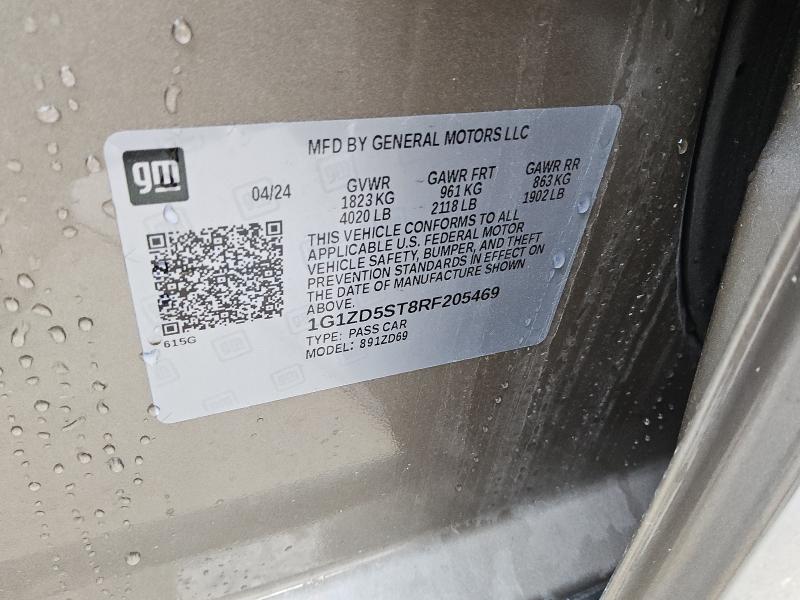 gm
MFD BY GENERAL MOTORS LLC
04/24
GVWR
1823 KG
4020 LB
GAWR FRT
961 KG
2118 LB
GAWR RR
863 KG
1902 LB
THIS VEHICLE CONFORMS TO ALL
APPLICABLE U.S. FEDERAL MOTOR
VEHICLE SAFETY, BUMPER, AND THEFT
PREVENTION STANDARDS IN EFFECT ON
THE DATE OF MANUFACTURE SHOWN
ABOVE.
1G1ZD5ST8RF205469
TYPE: PASS CAR
MODEL: 891ZD69
615G